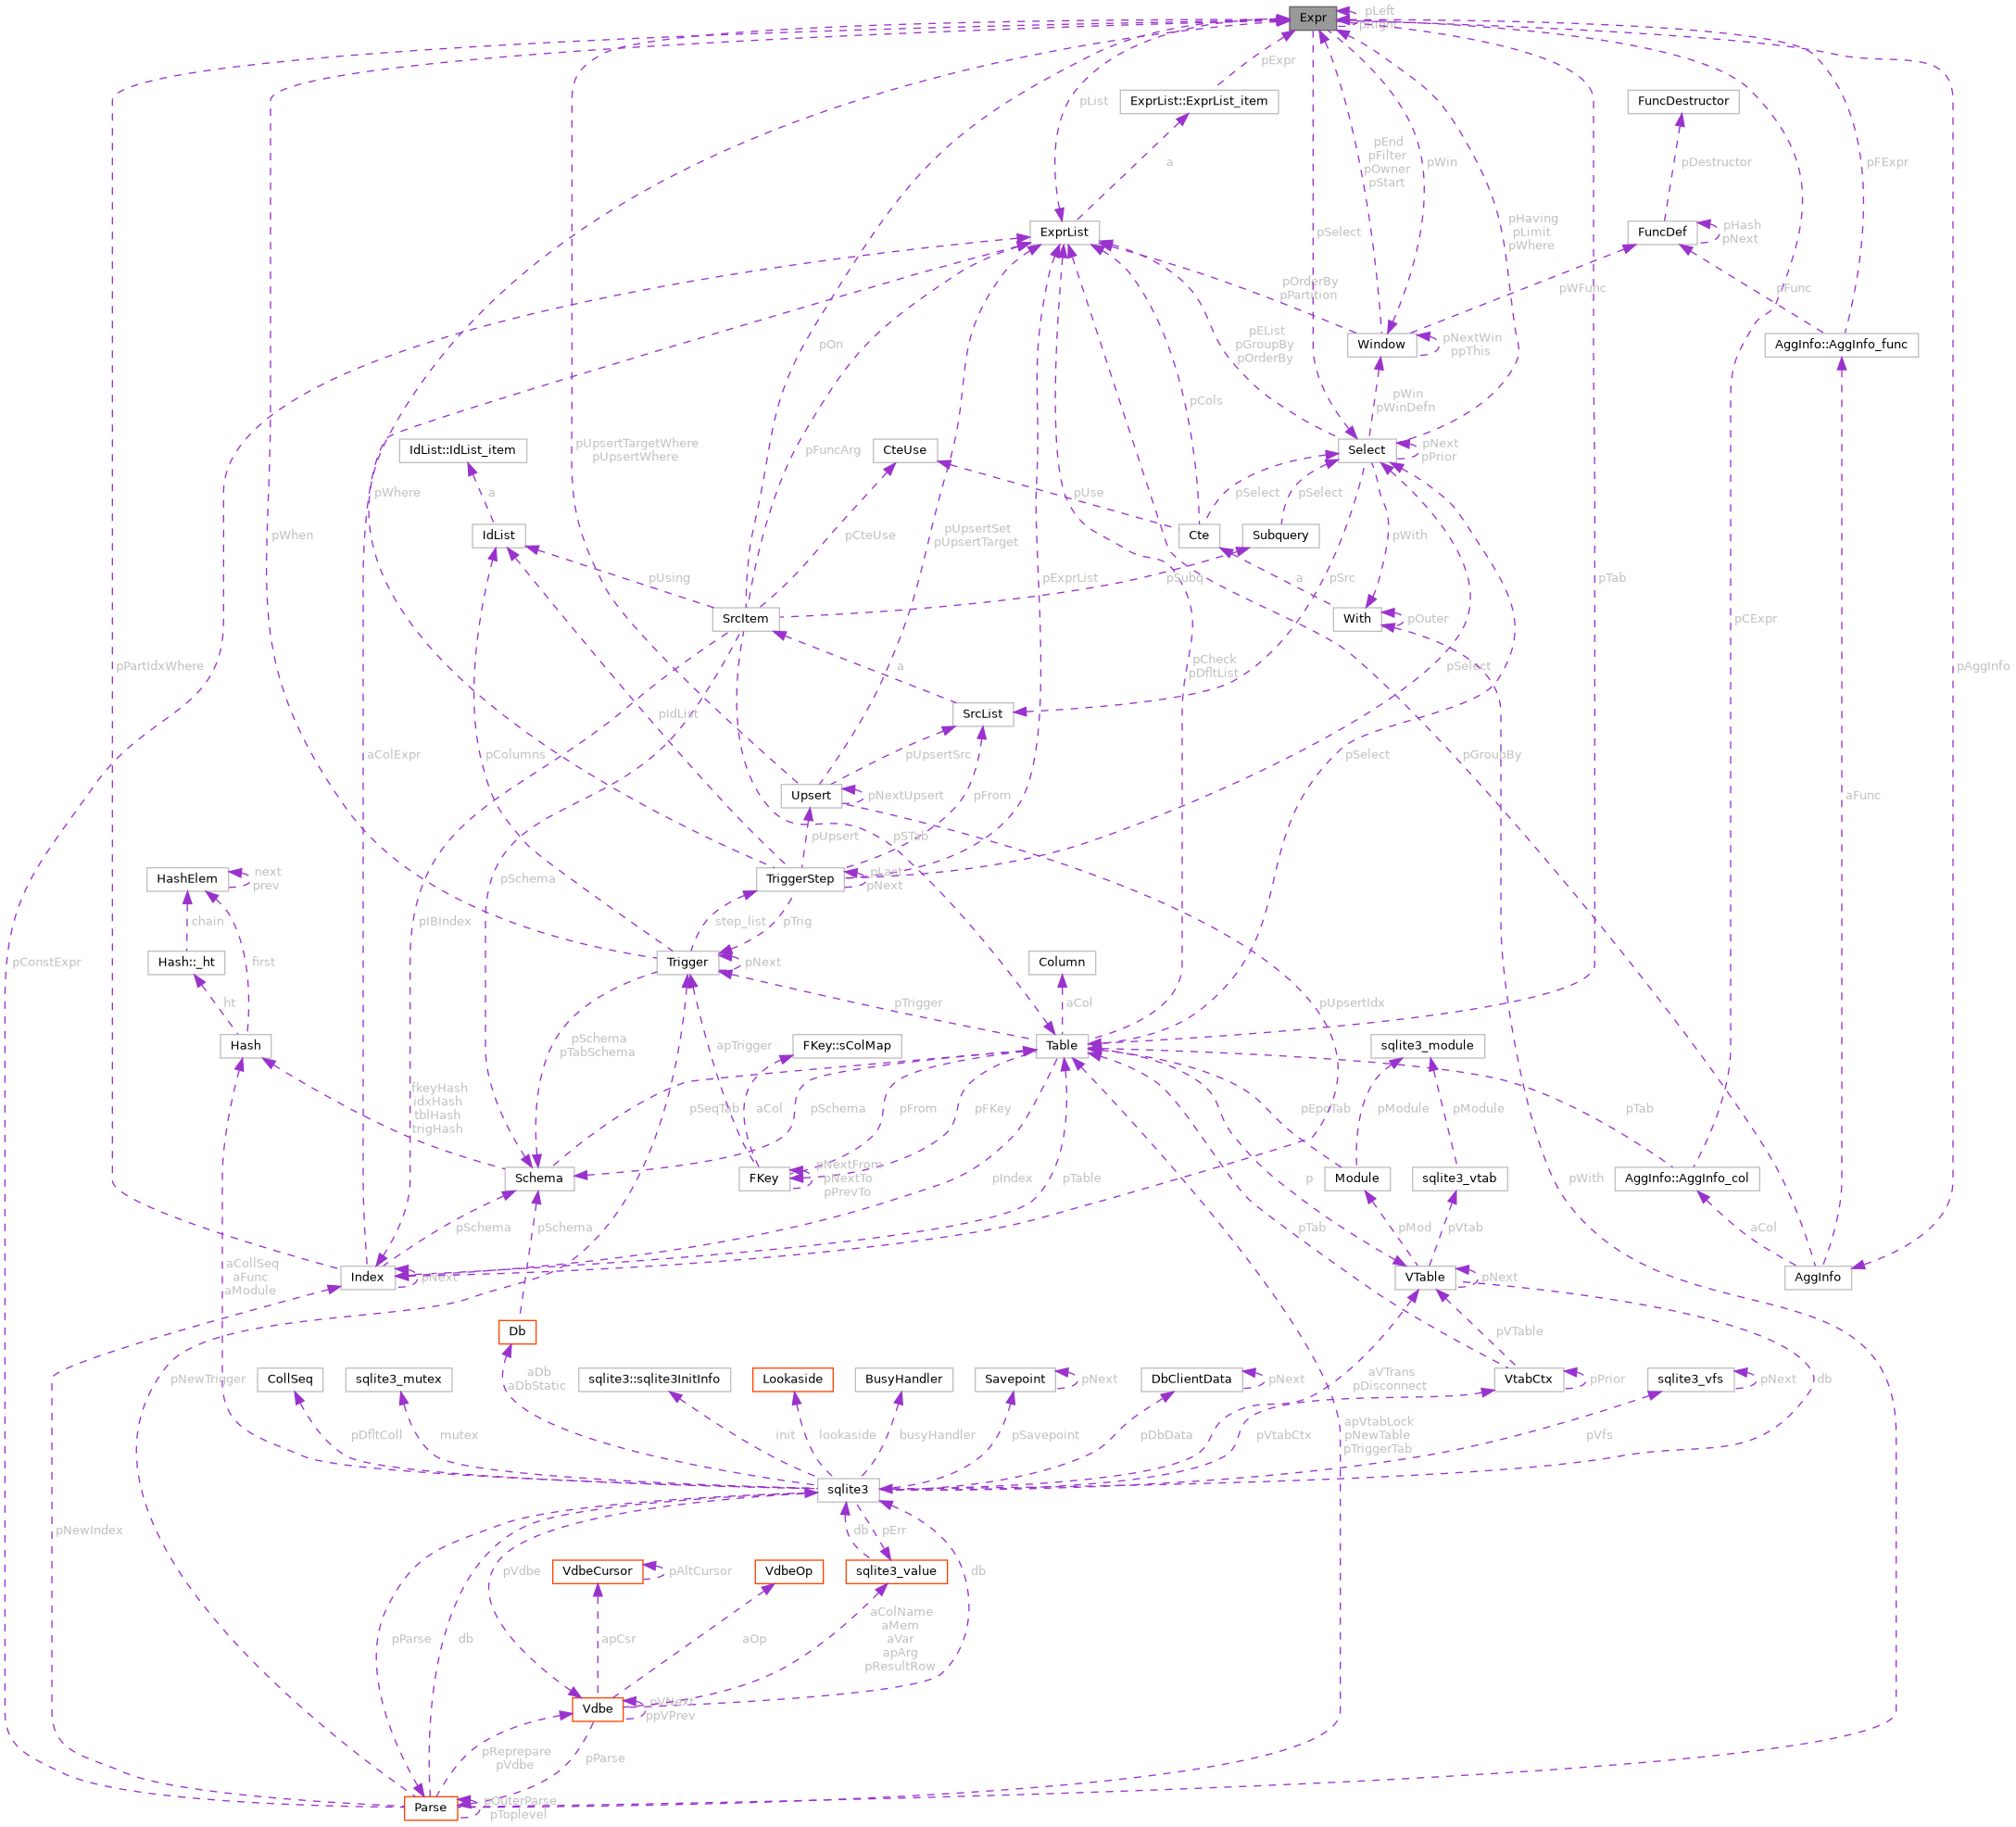 Expr
pLeft
pRight
pExpr
pList
ExprList::ExprList_item
FuncDestructor
pEnd
pFilter
pOwner
pStart
pWin
a
pDestructor
pFExpr
ExprList
pSelect
pHaving
pLimit
pWhere
FuncDef
pHash
pNext
pOrderBy
pPartition
pWFunc
pFunc
pOn
pEList
pGroupBy
pOrderBy
Window
pNextWin
ppThis
AggInfo::AggInfo_func
pCols
pWin
pWinDefn
pUpsertTargetWhere
pUpsertWhere
IdList::IdList_item
pFuncArg
CteUse
Select
pNext
pPrior
pWhere
a
pUse
pSelect
pSelect
pWhen
IdList
pCteUse
pUpsertSet
pUpsertTarget
Cte
Subquery
pWith
pUsing
pExprList
pSubq
a
pSrc
pTab
SrcItem
With
pOuter
pCExpr
pPartIdxWhere
a
pCheck
pDfltList
pSelect
pAggInfo
pIdList
SrcList
aColExpr
pColumns
pUpsertSrc
pSelect
pGroupBy
Upsert
pNextUpsert
pFrom
aFunc
pUpsert
pSTab
HashElem
next
prev
pSchema
TriggerStep
pLast
pNext
chain
pIBIndex
step_list
pTrig
pConstExpr
Hash::_ht
first
Trigger
pNext
Column
ht
pTrigger
aCol
pUpsertIdx
Hash
pSchema
pTabSchema
apTrigger
FKey::sColMap
Table
sqlite3_module
fkeyHash
idxHash
tblHash
trigHash
pSeqTab
aCol
pSchema
pFrom
pFKey
pEpoTab
pModule
pModule
pTab
Schema
FKey
pNextFrom
pNextTo
pPrevTo
pIndex
pTable
p
Module
sqlite3_vtab
AggInfo::AggInfo_col
pWith
pSchema
pSchema
pTab
pMod
pVtab
aCol
aCollSeq
aFunc
aModule
Index
pNext
VTable
pNext
AggInfo
Db
pVTable
pNewTrigger
CollSeq
sqlite3_mutex
aDb
aDbStatic
sqlite3::sqlite3InitInfo
Lookaside
BusyHandler
Savepoint
pNext
DbClientData
pNext
aVTrans
pDisconnect
VtabCtx
pPrior
sqlite3_vfs
pNext
db
pDfltColl
mutex
init
lookaside
busyHandler
pSavepoint
pDbData
pVtabCtx
apVtabLock
pNewTable
pTriggerTab
pVfs
sqlite3
pNewIndex
db
pErr
pVdbe
VdbeCursor
pAltCursor
VdbeOp
sqlite3_value
db
pParse
db
apCsr
aOp
aColName
aMem
aVar
apArg
pResultRow
Vdbe
pVNext
ppVPrev
pReprepare
pVdbe
pParse
Parse
pOuterParse
pToplevel